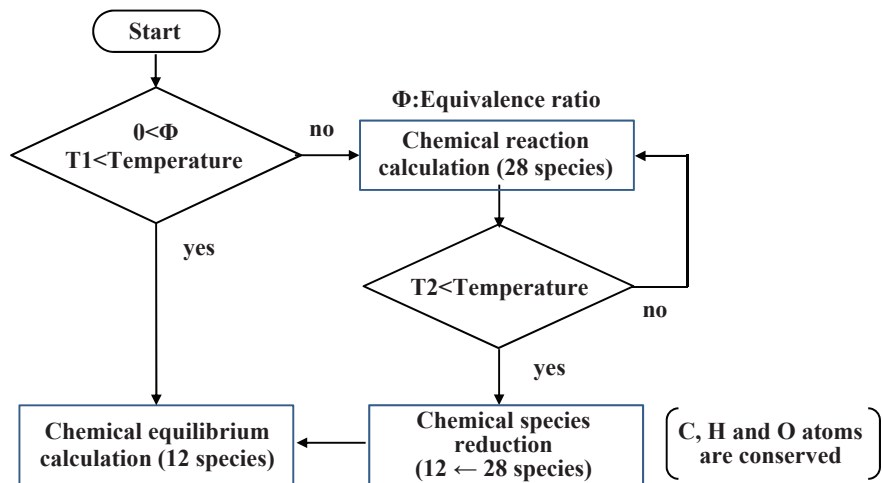 Start
Φ:Equivalence ratio
0<Φ
T1<Temperature
no
Chemical reaction
calculation (28 species)
yes
T2<Temperature
no
yes
Chemical equilibrium
calculation (12 species)
Chemical species
reduction
(12 ← 28 species)
C, H and O atoms
are conserved